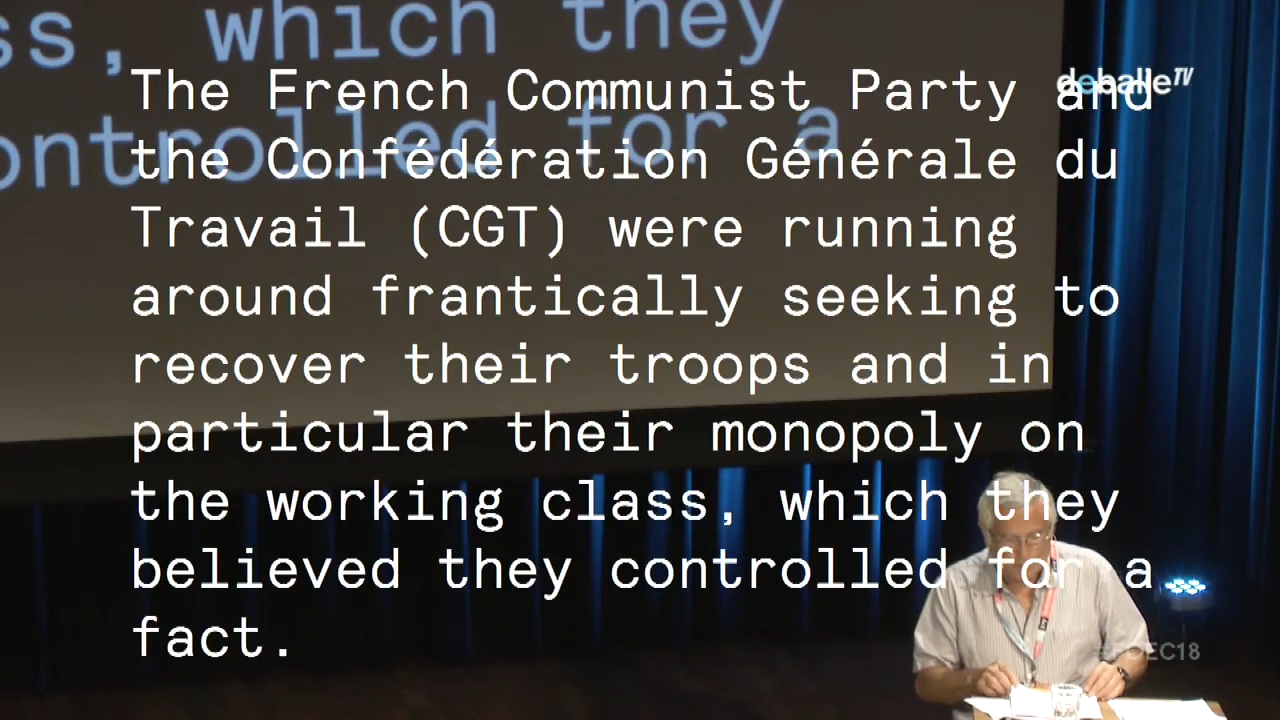 ss, which they
ontrolled for a
deballeTV
The French Communist Party and
the Confédération Générale du
Travail (CGT) were running
around frantically seeking to
recover their troops and in
particular their monopoly on
the working class, which they
believed they controlled for a
fact.